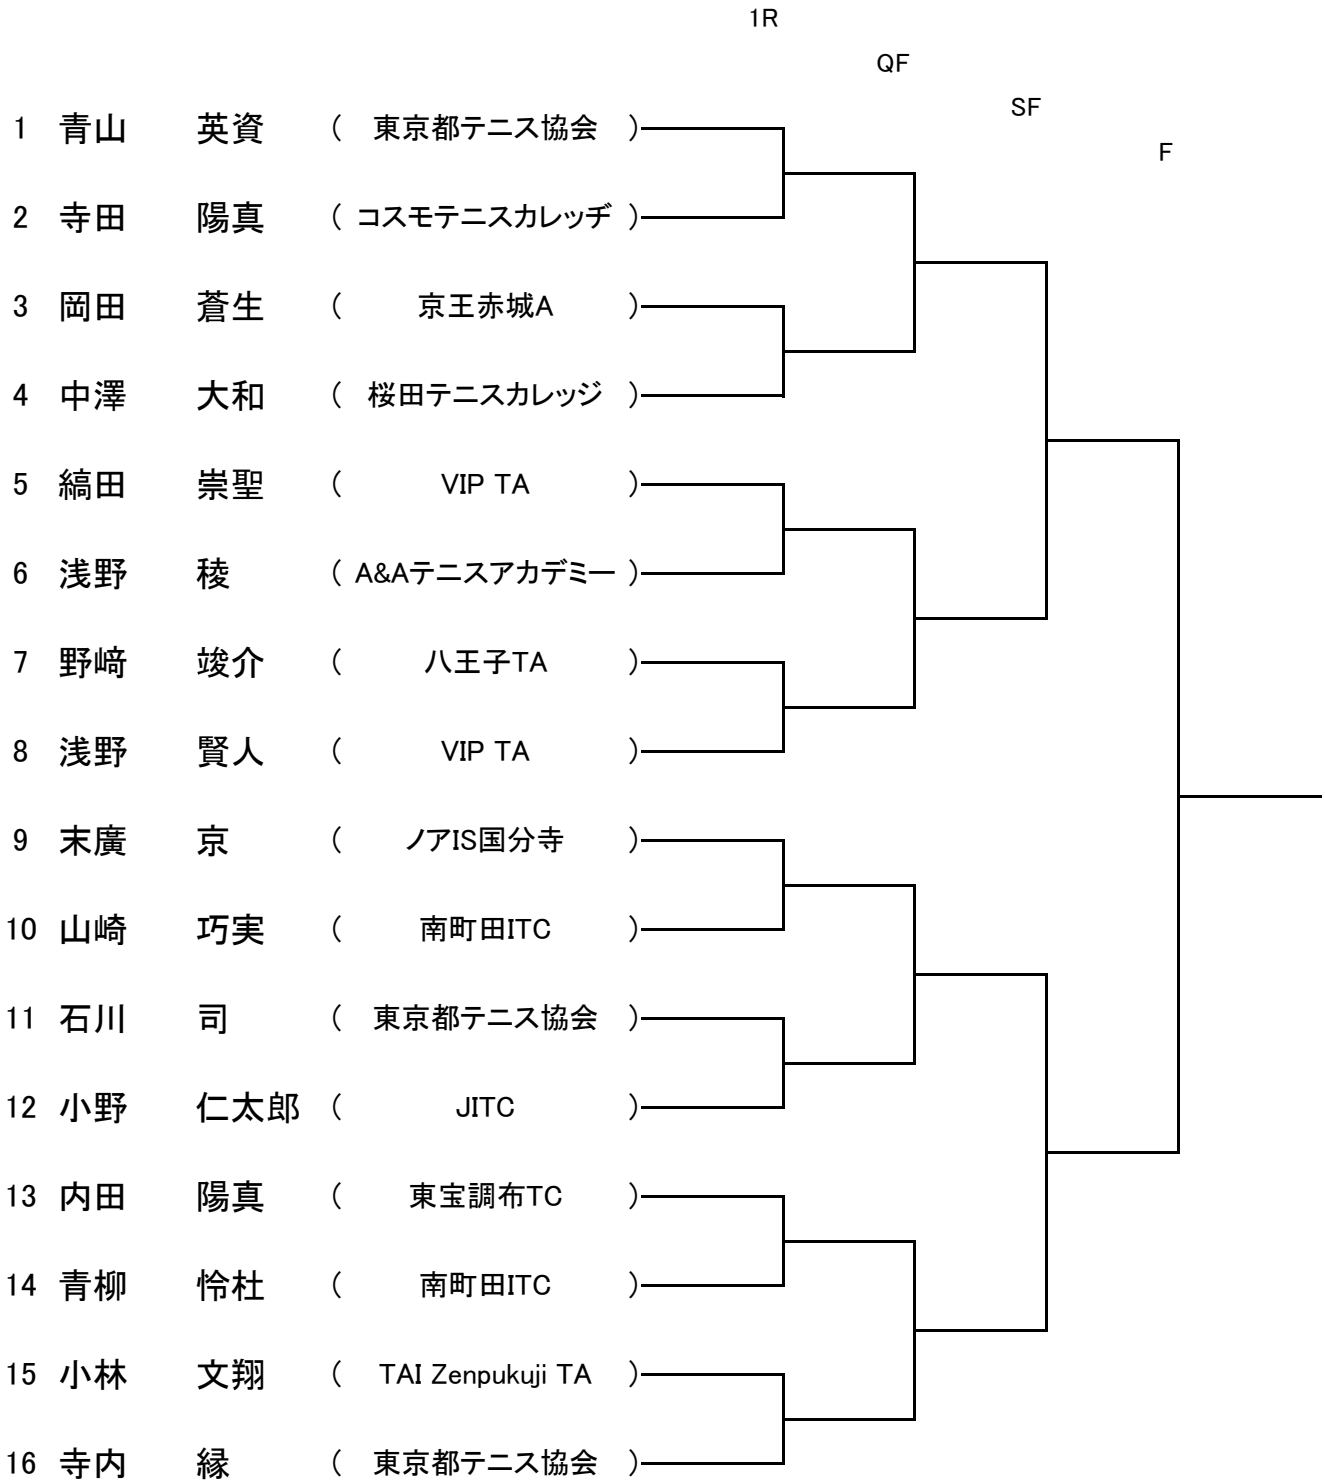 1R
QF
SF
F
1 青山 英資 ( 東京都テニス協会 )
2 寺田 陽真 ( コスモテニスカレッヂ )
3 岡田 蒼生 ( 京王赤城A )
4 中澤 大和 ( 桜田テニスカレッジ )
5 縞田 崇聖 ( VIP TA )
6 浅野 稜 ( A&Aテニスアカデミー )
7 野﨑 竣介 ( 八王子TA )
8 浅野 賢人 ( VIP TA )
9 末廣 京 ( ノアIS国分寺 )
10 山崎 巧実 ( 南町田ITC )
11 石川 司 ( 東京都テニス協会 )
12 小野 仁太郎 ( JITC )
13 内田 陽真 ( 東宝調布TC )
14 青柳 怜杜 ( 南町田ITC )
15 小林 文翔 ( TAI Zenpukuji TA )
16 寺内 縁 ( 東京都テニス協会 )